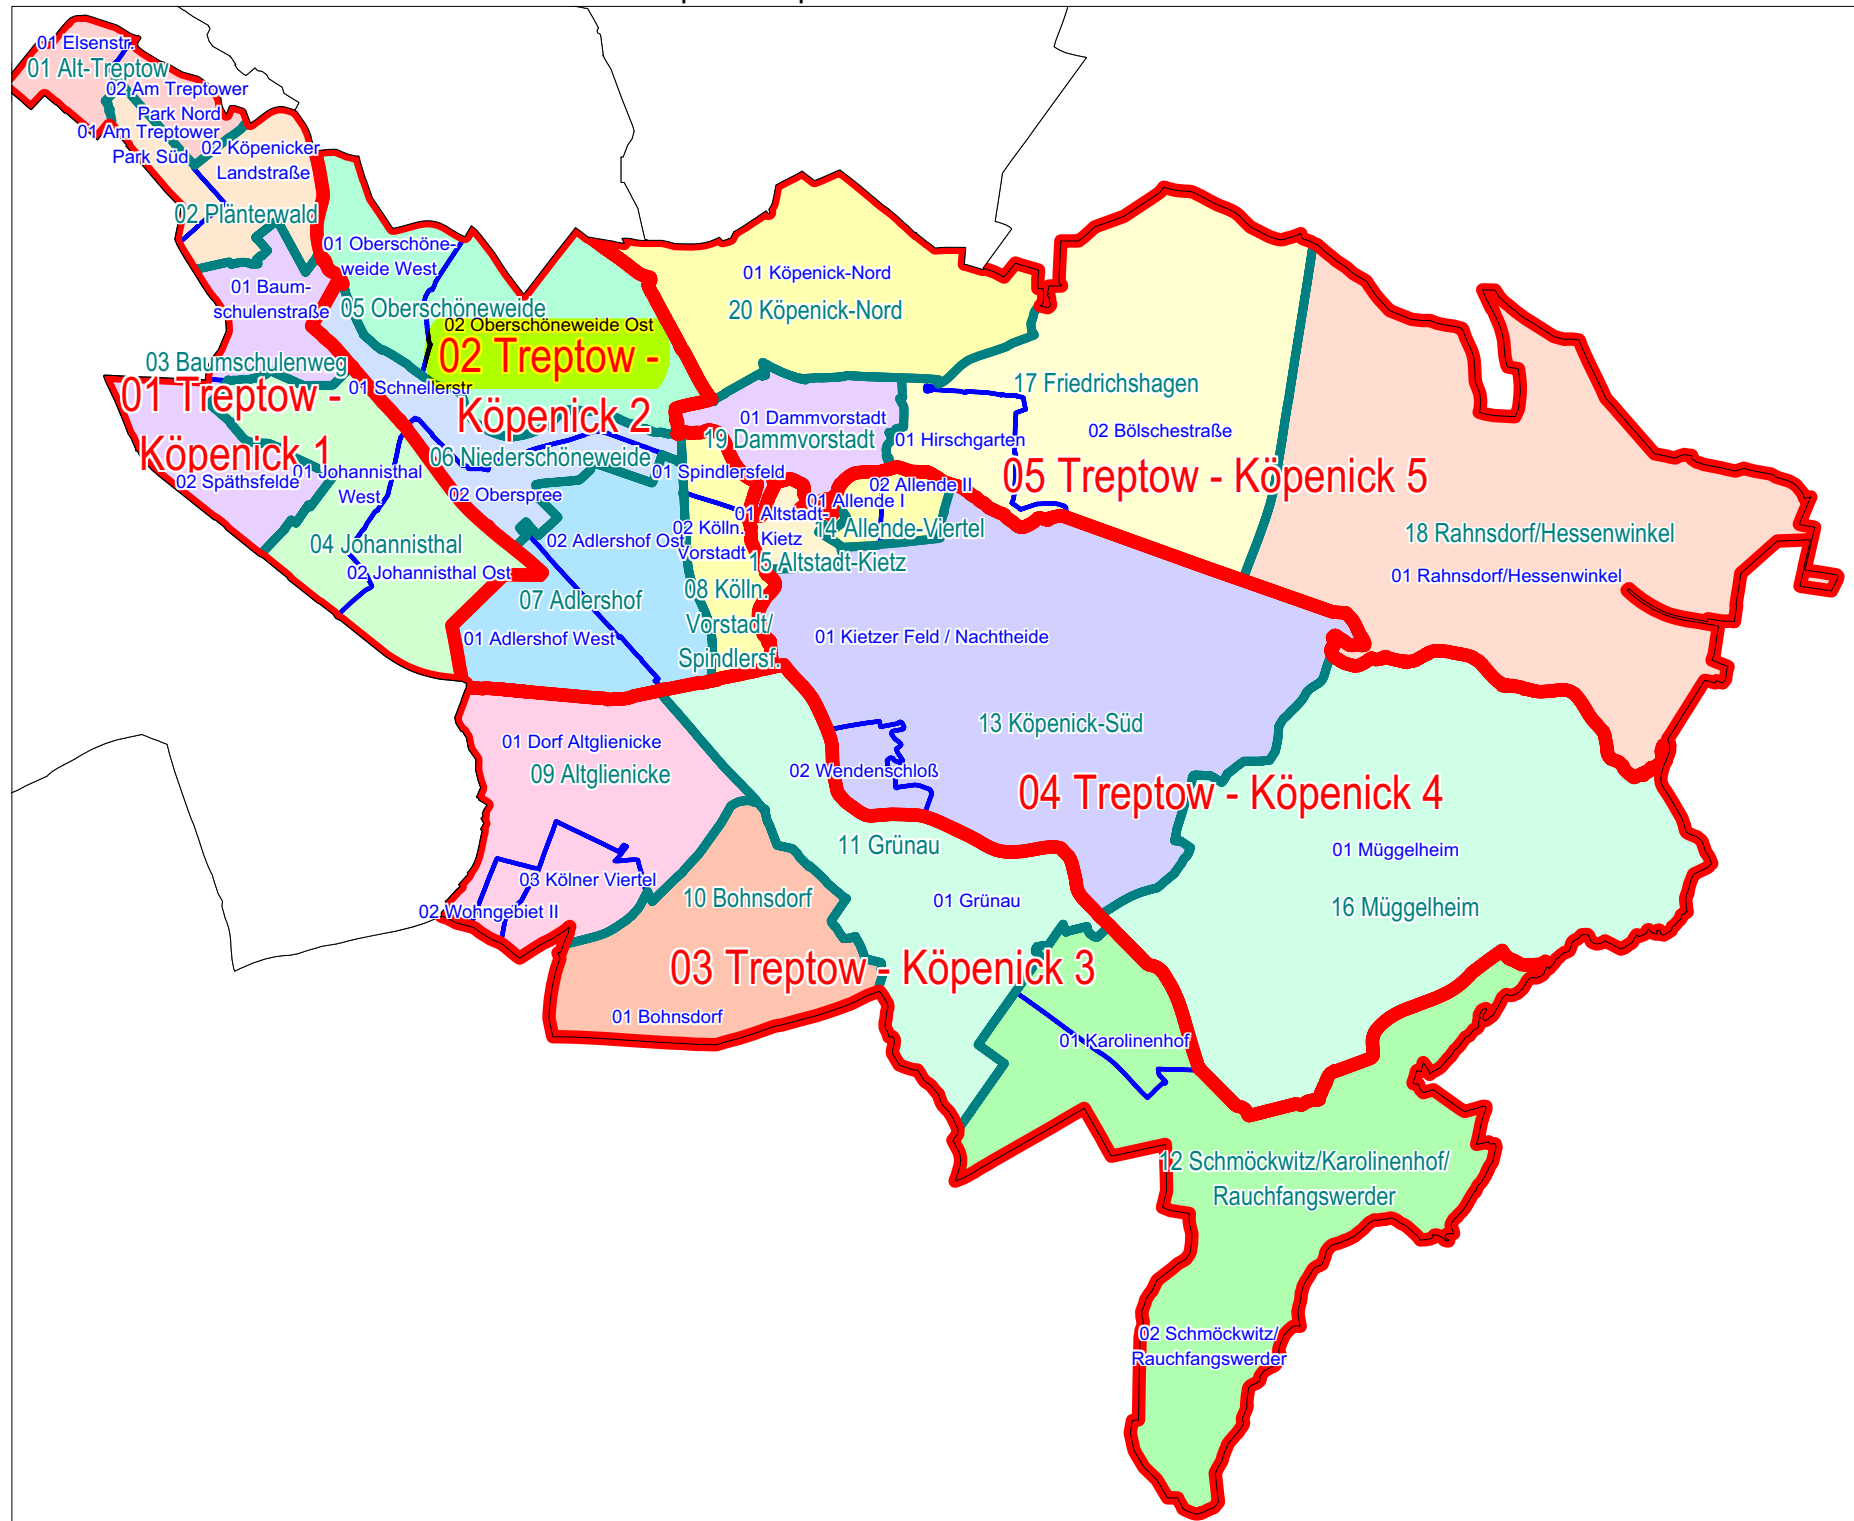 01 Elsenstr.
01 Alt-Treptow
02 Am Treptower
Park Nord
01 Am Treptower
Park Süd
02 Köpenicker
Landstraße
02 Plänterwald
01 Baum-
schulenstraße
03 Baumschulenweg
01 Treptow -
Köpenick 1
02 Späthsfelde
01 Johannisthal
West
04 Johannisthal
02 Johannisthal Ost
01 Oberschöne-
weide West
05 Oberschöneweide
02 Oberschöneweide Ost
02 Treptow -
Köpenick 2
01 Schnellerstr
06 Niederschöneweide
02 Oberspree
02 Adlershof Ost
07 Adlershof
01 Adlershof West
01 Spindlersfeld
02 Kölln.
Vorstadt
08 Kölln.
Vorstadt/
Spindlersf.
01 Köpenick-Nord
20 Köpenick-Nord
01 Dammvorstadt
19 Dammvorstadt
01 Hirschgarten
17 Friedrichshagen
02 Bölschestraße
05 Treptow - Köpenick 5
18 Rahnsdorf/Hessenwinkel
01 Rahnsdorf/Hessenwinkel
02 Allende II
01 Allende I
14 Allende-Viertel
01 Altstadt-
Kietz
15 Altstadt-Kietz
01 Kietzer Feld / Nachtheide
13 Köpenick-Süd
02 Wendenschloß
04 Treptow - Köpenick 4
01 Müggelheim
16 Müggelheim
01 Dorf Altglienicke
09 Altglienicke
03 Kölner Viertel
02 Wohngebiet II
10 Bohnsdorf
01 Bohnsdorf
11 Grünau
01 Grünau
03 Treptow - Köpenick 3
01 Karolinenhof
12 Schmöckwitz/Karolinenhof/
Rauchfangswerder
02 Schmöckwitz/
Rauchfangswerder